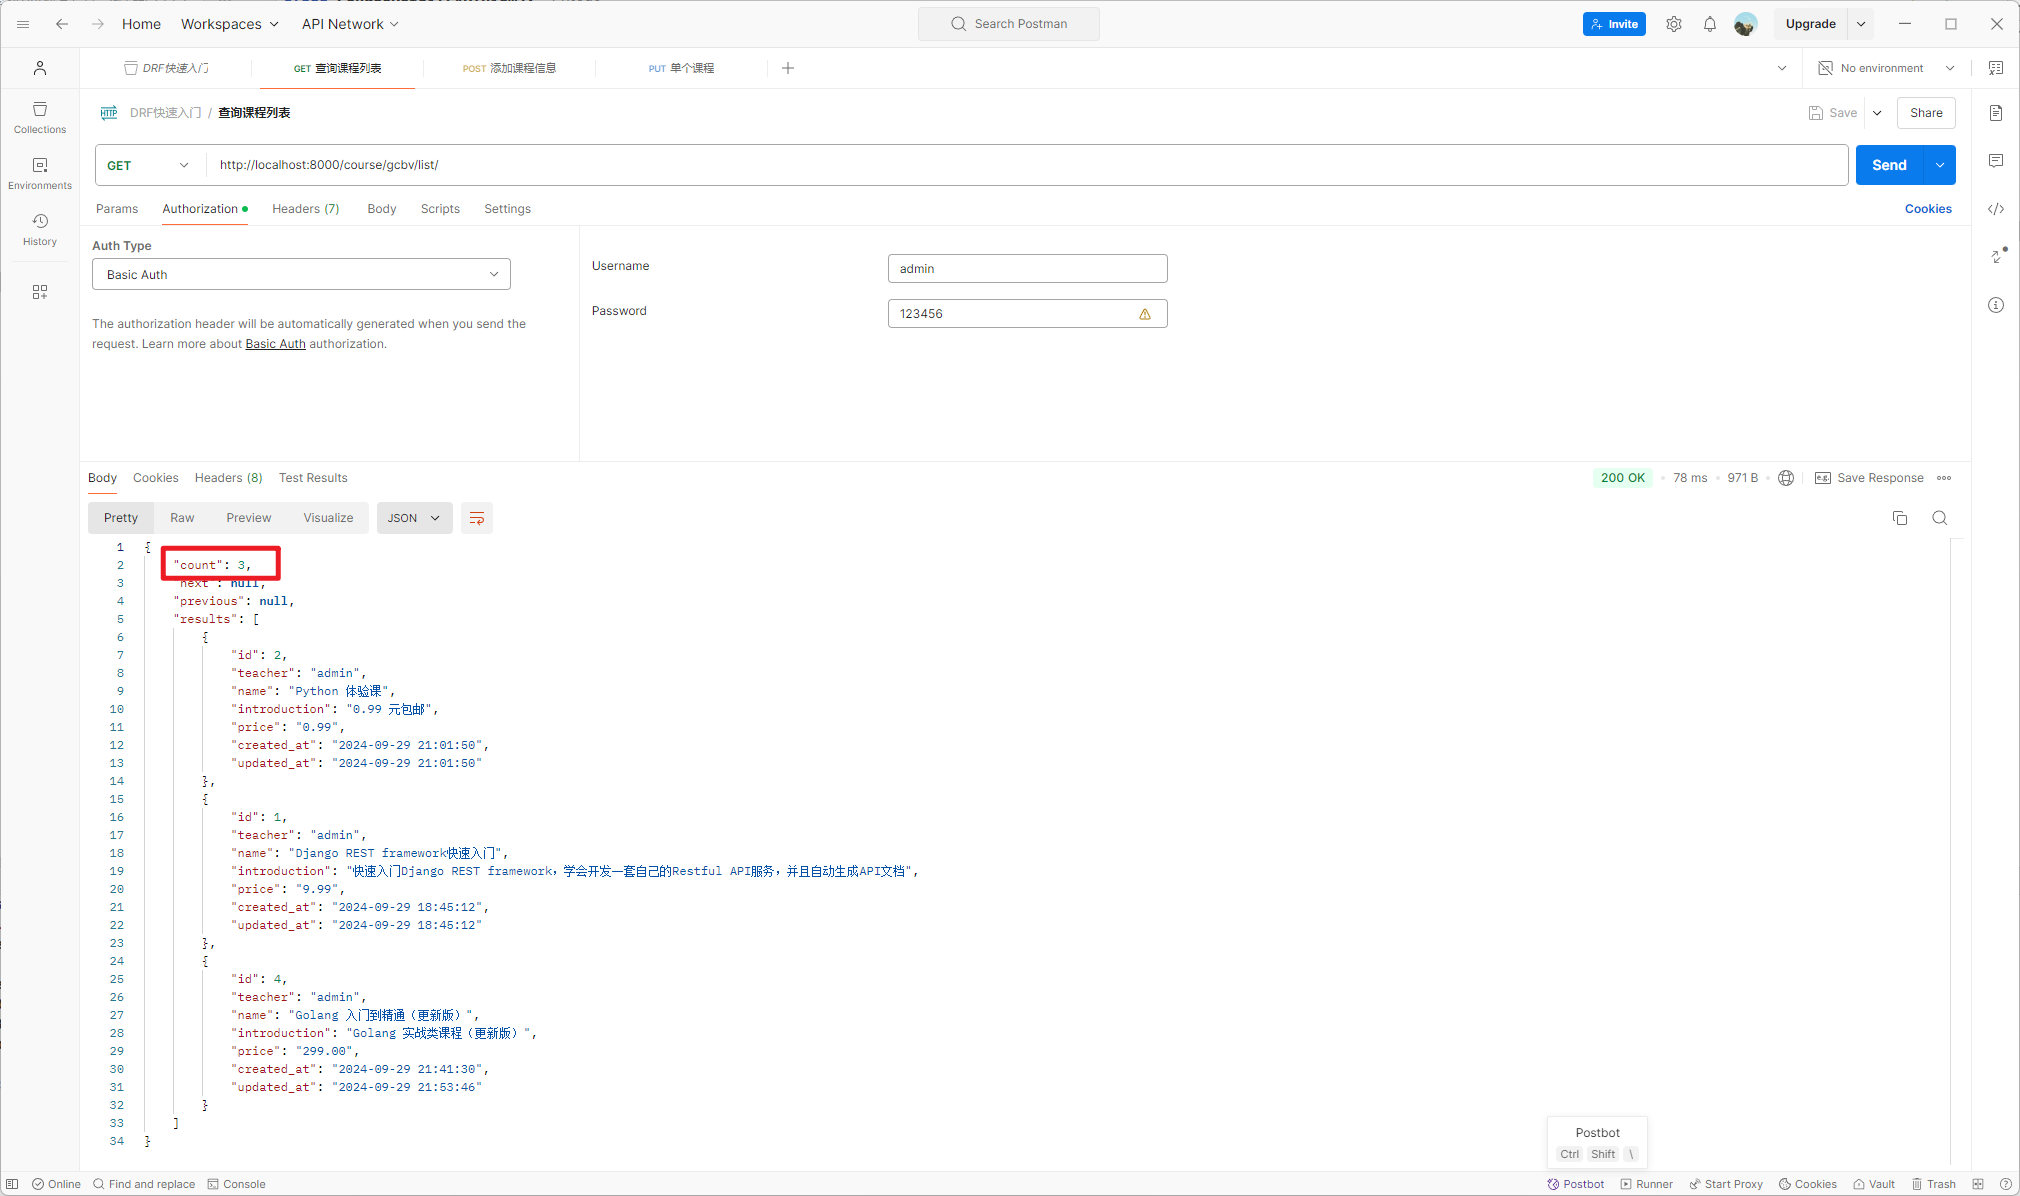 Home Workspaces API Network Search Postman Invite Upgrade
DRF快速入门 GET 查询课程列表 POST 添加课程信息 PUT 单个课程 No environment
HTTP DRF快速入门 / 查询课程列表 Save Share
GET http://localhost:8000/course/gcbv/list/ Send
Params Authorization Headers (7) Body Scripts Settings Cookies
Collections
Environments
History
Auth Type
Basic Auth
The authorization header will be automatically generated when you send the
request. Learn more about Basic Auth authorization.
Username admin
Password 123456
Body Cookies Headers (8) Test Results 200 OK 78 ms 971 B e.g. Save Response
Pretty Raw Preview Visualize JSON
1 {
2 "count": 3,
3 "next": null,
4 "previous": null,
5 "results": [
6 {
7 "id": 2,
8 "teacher": "admin",
9 "name": "Python 体验课",
10 "introduction": "0.99 元包邮",
11 "price": "0.99",
12 "created_at": "2024-09-29 21:01:50",
13 "updated_at": "2024-09-29 21:01:50"
14 },
15 {
16 "id": 1,
17 "teacher": "admin",
18 "name": "Django REST framework快速入门",
19 "introduction": "快速入门Django REST framework，学会开发一套自己的Restful API服务，并且自动生成API文档",
20 "price": "9.99",
21 "created_at": "2024-09-29 18:45:12",
22 "updated_at": "2024-09-29 18:45:12"
23 },
24 {
25 "id": 4,
26 "teacher": "admin",
27 "name": "Golang 入门到精通（更新版）",
28 "introduction": "Golang 实战类课程（更新版）",
29 "price": "299.00",
30 "created_at": "2024-09-29 21:41:30",
31 "updated_at": "2024-09-29 21:53:46"
32 }
33 ]
34 }
Postbot
Ctrl Shift \
Online Find and replace Console Postbot Runner Start Proxy Cookies Vault Trash